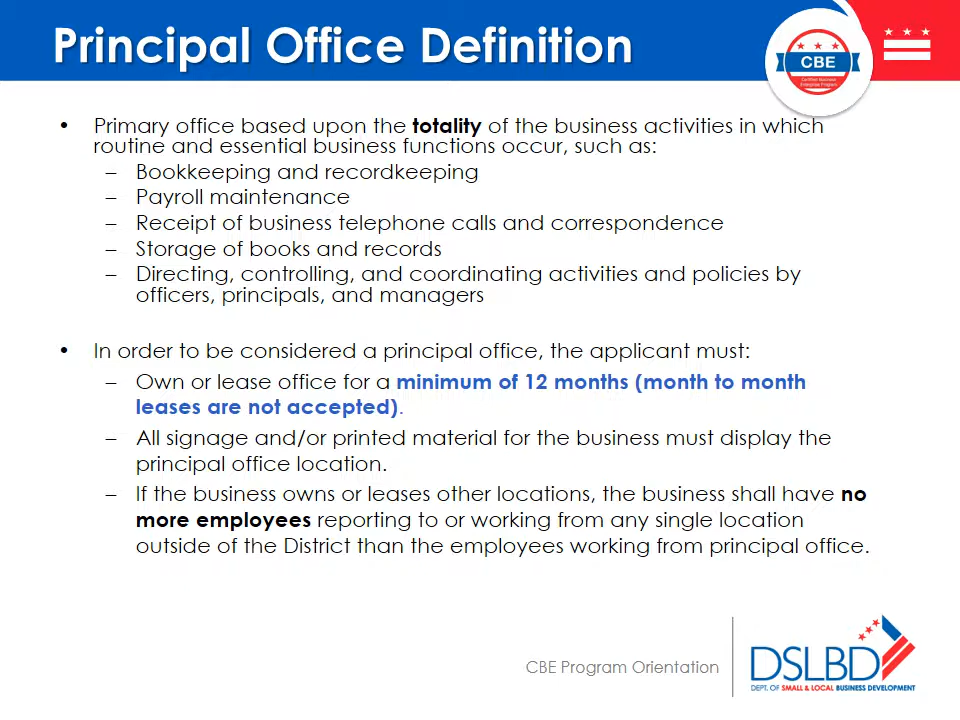 Principal Office Definition
CBE
Certified Business
Enterprise Program
• Primary office based upon the totality of the business activities in which
routine and essential business functions occur, such as:
– Bookkeeping and recordkeeping
– Payroll maintenance
– Receipt of business telephone calls and correspondence
– Storage of books and records
– Directing, controlling, and coordinating activities and policies by
officers, principals, and managers
• In order to be considered a principal office, the applicant must:
– Own or lease office for a minimum of 12 months (month to month
leases are not accepted).
– All signage and/or printed material for the business must display the
principal office location.
– If the business owns or leases other locations, the business shall have no
more employees reporting to or working from any single location
outside of the District than the employees working from principal office.
CBE Program Orientation
DSLBD
DEPT. OF SMALL & LOCAL BUSINESS DEVELOPMENT